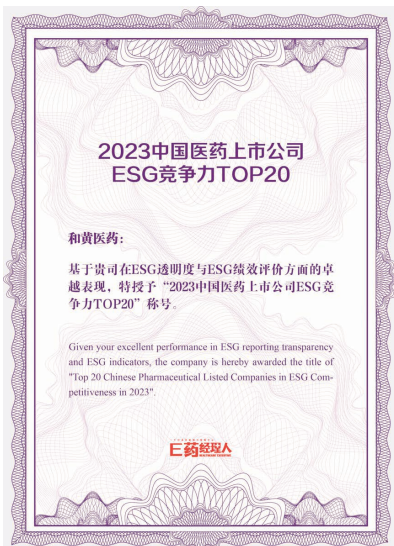 2023中国医药上市公司
ESG竞争力TOP20
和黄医药：
基于贵司在ESG透明度与ESG绩效评价方面的卓
越表现，特授予“2023中国医药上市公司ESG竞
争力TOP20”称号。
Given your excellent performance in ESG reporting transparency
and ESG indicators, the company is hereby awarded the title of
"Top 20 Chinese Pharmaceutical Listed Companies in ESG Com-
petitiveness in 2023".
E药经理人